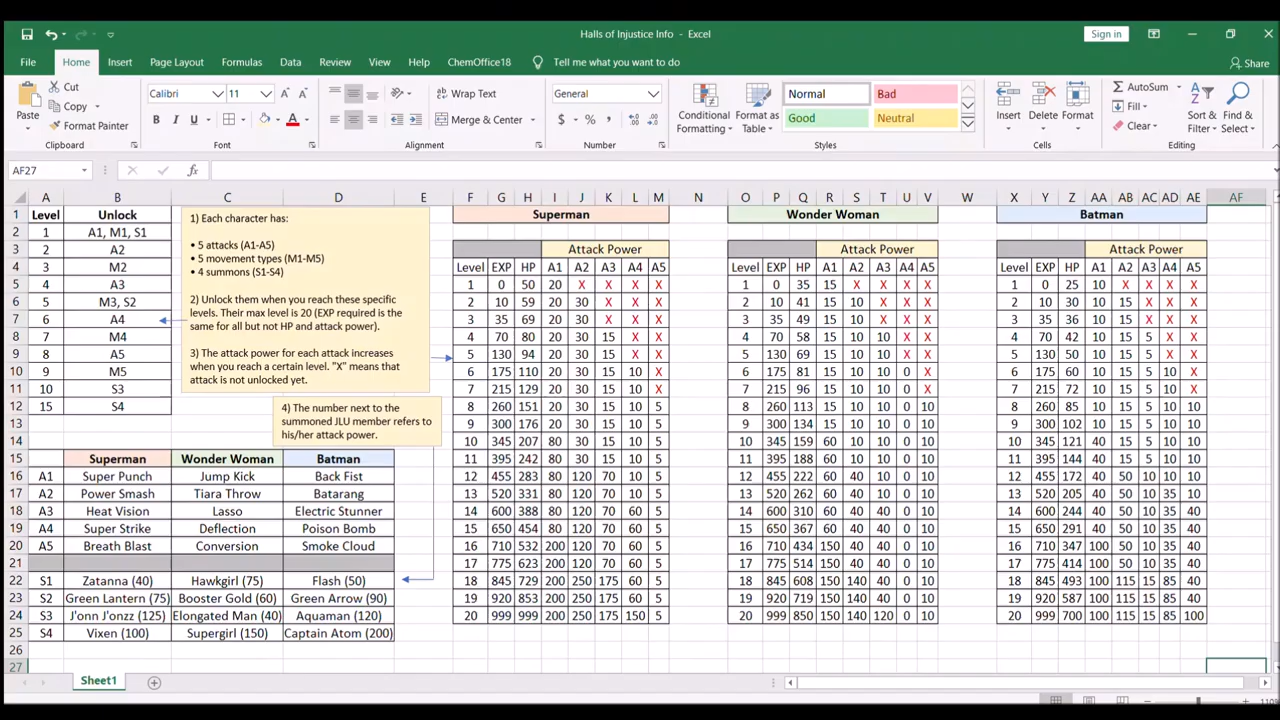 Halls of Injustice Info - Excel
Sign in
File Home Insert Page Layout Formulas Data Review View Help ChemOffice18 Tell me what you want to do Share
Paste Cut Copy Format Painter Clipboard
Calibri 11 B I U A Font
Wrap Text Merge & Center Alignment
General $ % , Number
Conditional Formatting Format as Table Normal Bad Good Neutral Styles
Insert Delete Format Cells
AutoSum Fill Clear Sort & Filter Find & Select Editing
AF27 fx
A B C D E F G H I J K L M N O P Q R S T U V W X Y Z AA AB AC AD AE AF
1 Level Unlock
2 1 A1, M1, S1
3 2 A2
4 3 M2
5 4 A3
6 5 M3, S2
7 6 A4
8 7 M4
9 8 A5
10 9 M5
11 10 S3
12 15 S4
13
14
1) Each character has:
• 5 attacks (A1-A5)
• 5 movement types (M1-M5)
• 4 summons (S1-S4)
2) Unlock them when you reach these specific
levels. Their max level is 20 (EXP required is the
same for all but not HP and attack power).
3) The attack power for each attack increases
when you reach a certain level. "X" means that
attack is not unlocked yet.
4) The number next to the
summoned JLU member refers to
his/her attack power.
15 Superman Wonder Woman Batman
16 A1 Super Punch Jump Kick Back Fist
17 A2 Power Smash Tiara Throw Batarang
18 A3 Heat Vision Lasso Electric Stunner
19 A4 Super Strike Deflection Poison Bomb
20 A5 Breath Blast Conversion Smoke Cloud
21
22 S1 Zatanna (40) Hawkgirl (75) Flash (50)
23 S2 Green Lantern (75) Booster Gold (60) Green Arrow (90)
24 S3 J'onn J'onzz (125) Elongated Man (40) Aquaman (120)
25 S4 Vixen (100) Supergirl (150) Captain Atom (200)
26
27
Superman
Attack Power
Level EXP HP A1 A2 A3 A4 A5
1 0 50 20 X X X X
2 10 59 20 30 X X X
3 35 69 20 30 X X X
4 70 80 20 30 15 X X
5 130 94 20 30 15 X X
6 175 110 20 30 15 10 X
7 215 129 20 30 15 10 X
8 260 151 20 30 15 10 5
9 300 176 20 30 15 10 5
10 345 207 80 30 15 10 5
11 395 242 80 30 15 10 5
12 455 283 80 120 70 10 5
13 520 331 80 120 70 10 5
14 600 388 80 120 70 60 5
15 650 454 80 120 70 60 5
16 710 532 200 120 70 60 5
17 775 623 200 120 70 60 5
18 845 729 200 250 175 60 5
19 920 853 200 250 175 60 5
20 999 999 200 250 175 150 5
Wonder Woman
Attack Power
Level EXP HP A1 A2 A3 A4 A5
1 0 35 15 X X X X
2 10 41 15 10 X X X
3 35 49 15 10 X X X
4 70 58 15 10 10 X X
5 130 69 15 10 10 X X
6 175 81 15 10 10 0 X
7 215 96 15 10 10 0 X
8 260 113 15 10 10 0 10
9 300 134 15 10 10 0 10
10 345 159 60 10 10 0 10
11 395 188 60 10 10 0 10
12 455 222 60 40 10 0 10
13 520 262 60 40 10 0 10
14 600 310 60 40 40 0 10
15 650 367 60 40 40 0 10
16 710 434 150 40 40 0 10
17 775 514 150 40 40 0 10
18 845 608 150 140 40 0 10
19 920 719 150 140 40 0 10
20 999 850 150 140 120 0 10
Batman
Attack Power
Level EXP HP A1 A2 A3 A4 A5
1 0 25 10 X X X X
2 10 30 10 15 X X X
3 35 36 10 15 X X X
4 70 42 10 15 5 X X
5 130 50 10 15 5 X X
6 175 60 10 15 5 10 X
7 215 72 10 15 5 10 X
8 260 85 10 15 5 10 10
9 300 102 10 15 5 10 10
10 345 121 40 15 5 10 10
11 395 144 40 15 10 10 10
12 455 172 40 50 10 10 10
13 520 205 40 50 10 35 10
14 600 244 40 50 10 35 40
15 650 291 40 50 10 35 40
16 710 347 100 50 10 35 40
17 775 414 100 50 15 35 40
18 845 493 100 115 15 85 40
19 920 587 100 115 15 85 40
20 999 700 100 115 15 85 100
Sheet1
110%